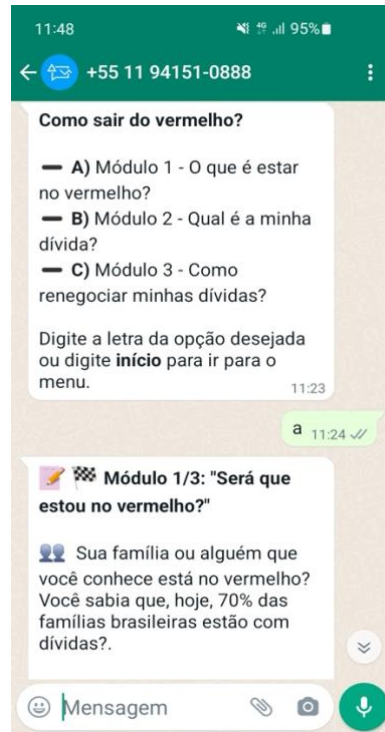 11:48
4G 95%
+55 11 94151-0888
Como sair do vermelho?
A) Módulo 1 - O que é estar
no vermelho?
B) Módulo 2 - Qual é a minha
dívida?
C) Módulo 3 - Como
renegociar minhas dívidas?
Digite a letra da opção desejada
ou digite início para ir para o
menu.
11:23
a 11:24
Módulo 1/3: "Será que
estou no vermelho?"
Sua família ou alguém que
você conhece está no vermelho?
Você sabia que, hoje, 70% das
famílias brasileiras estão com
dívidas?.
Mensagem